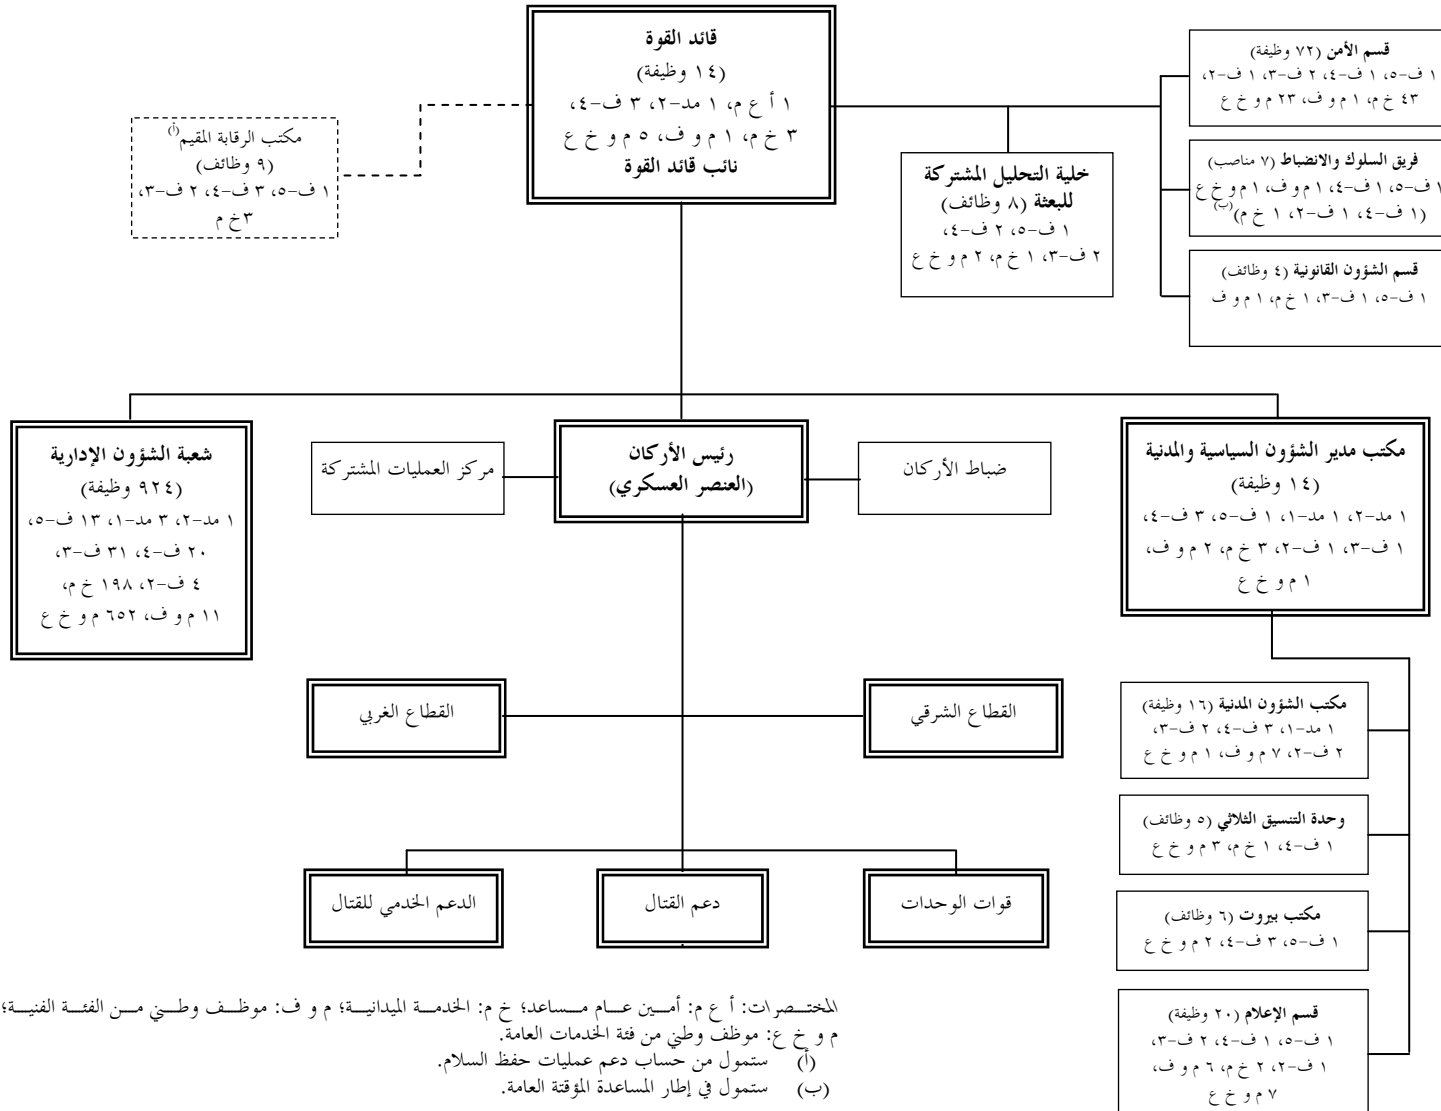 قائد القوة
(١٤ وظيفة)
١ أ ع م، ١ مد-٢، ٣ ف-٤،
٣ خ م، ١ م و ف، ٥ م و خ ع
نائب قائد القوة
قسم الأمن (٧٢ وظيفة)
١ ف-٥، ١ ف-٤، ٢ ف-٣، ١ ف-٢،
٤٣ خ م، ١ م و ف، ٢٣ م و خ ع
فريق السلوك والانضباط (٧ مناصب)
١ ف-٥، ١ ف-٤، ١ م و ف، ١ م و خ ع
(١ ف-٤، ١ ف-٢، ١ خ م)(ب)
قسم الشؤون القانونية (٤ وظائف)
١ ف-٥، ١ ف-٣، ١ خ م، ١ م و ف
خلية التحليل المشتركة
للبعثة (٨ وظائف)
١ ف-٥، ٢ ف-٤،
٢ ف-٣، ١ خ م، ٢ م و خ ع
مكتب الرقابة المقيم(أ)
(٩ وظائف)
١ ف-٥، ٣ ف-٤، ٢ ف-٣،
٣ خ م
مكتب مدير الشؤون السياسية والمدنية
(١٤ وظيفة)
١ مد-٢، ١ مد-١، ١ ف-٥، ٣ ف-٤،
١ ف-٣، ١ ف-٢، ٣ خ م، ٢ م و ف،
١ م و خ ع
ضباط الأركان
رئيس الأركان
(العنصر العسكري)
مركز العمليات المشتركة
شعبة الشؤون الإدارية
(٩٢٤ وظيفة)
١ مد-٢، ٣ مد-١، ١٣ ف-٥،
٢٠ ف-٤، ٣١ ف-٣،
٤ ف-٢، ١٩٨ خ م،
١١ م و ف، ٦٥٢ م و خ ع
القطاع الشرقي
القطاع الغربي
مكتب الشؤون المدنية (١٦ وظيفة)
١ مد-١، ٣ ف-٤، ٢ ف-٣،
٢ ف-٢، ٧ م و ف، ١ م و خ ع
وحدة التنسيق الثلاثي (٥ وظائف)
١ ف-٤، ١ خ م، ٣ م و خ ع
مكتب بيروت (٦ وظائف)
١ ف-٥، ٣ ف-٤، ٢ م و خ ع
قسم الإعلام (٢٠ وظيفة)
١ ف-٥، ١ ف-٤، ٢ ف-٣،
١ ف-٢، ٢ خ م، ٦ م و ف،
٧ م و خ ع
قوات الوحدات
دعم القتال
الدعم الخدمي للقتال
المختصرات: أ ع م: أمين عام مساعد؛ خ م: الخدمة الميدانية؛ م و ف: موظف وطني من الفئة الفنية؛
م و خ ع: موظف وطني من فئة الخدمات العامة.
(أ) ستمول من حساب دعم عمليات حفظ السلام.
(ب) ستمول في إطار المساعدة المؤقتة العامة.